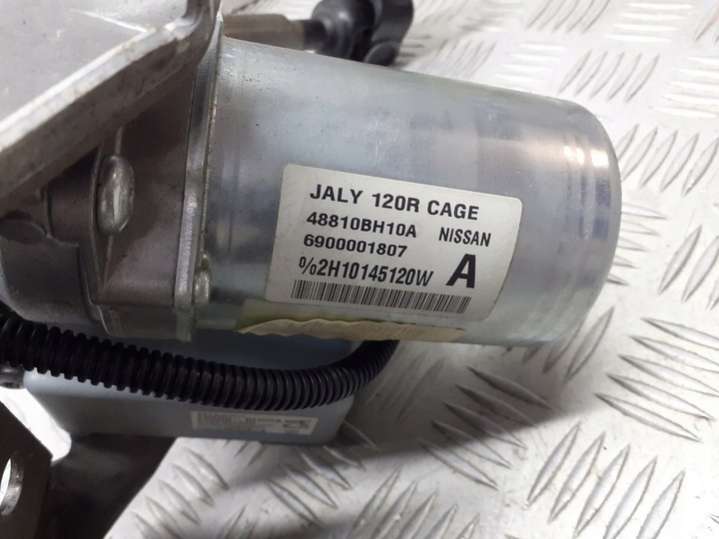 JALY 120R CAGE
48810BH10A NISSAN
6900001807
%2H10145120W A